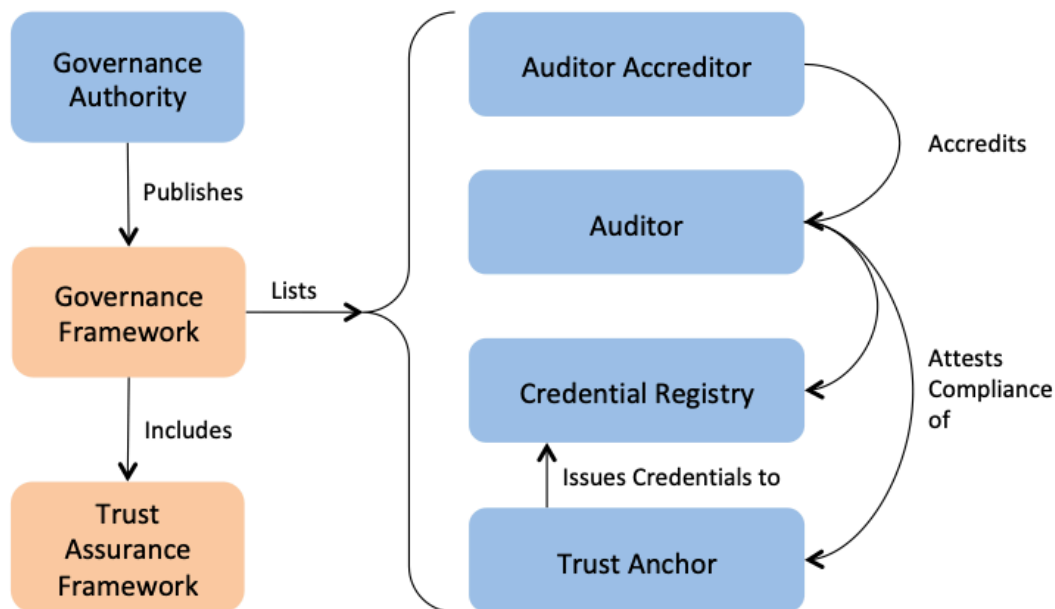 Governance
Authority
Publishes
Governance
Framework
Lists
Includes
Trust
Assurance
Framework
Auditor Accreditor
Accredits
Auditor
Credential Registry
Attests
Compliance
of
Issues Credentials to
Trust Anchor